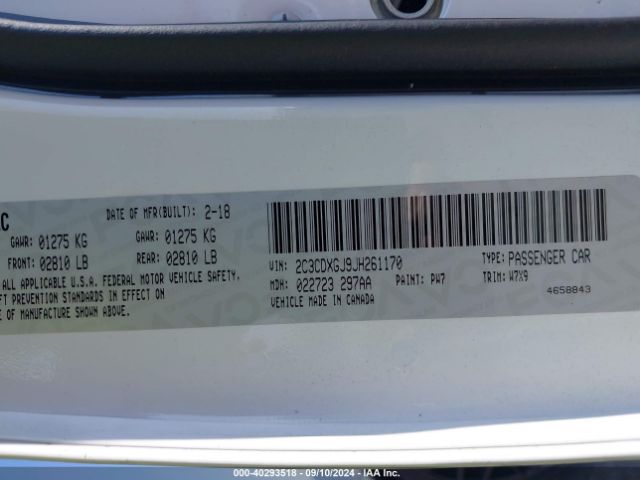 C DATE OF MFR(BUILT): 2-18
GAWR: 01275 KG GAWR: 01275 KG
FRONT: 02810 LB REAR: 02810 LB
ALL APPLICABLE U.S.A. FEDERAL MOTOR VEHICLE SAFETY,
FT PREVENTION STANDARDS IN EFFECT ON
E OF MANUFACTURE SHOWN ABOVE.
VIN: 2C3CDXGJ9JH261170 TYPE: PASSENGER CAR
MDH: 022723 297AA PAINT: PW7 TRIM: W7X9
VEHICLE MADE IN CANADA 4658843
000-40293518 - 09/10/2024 - IAA Inc.